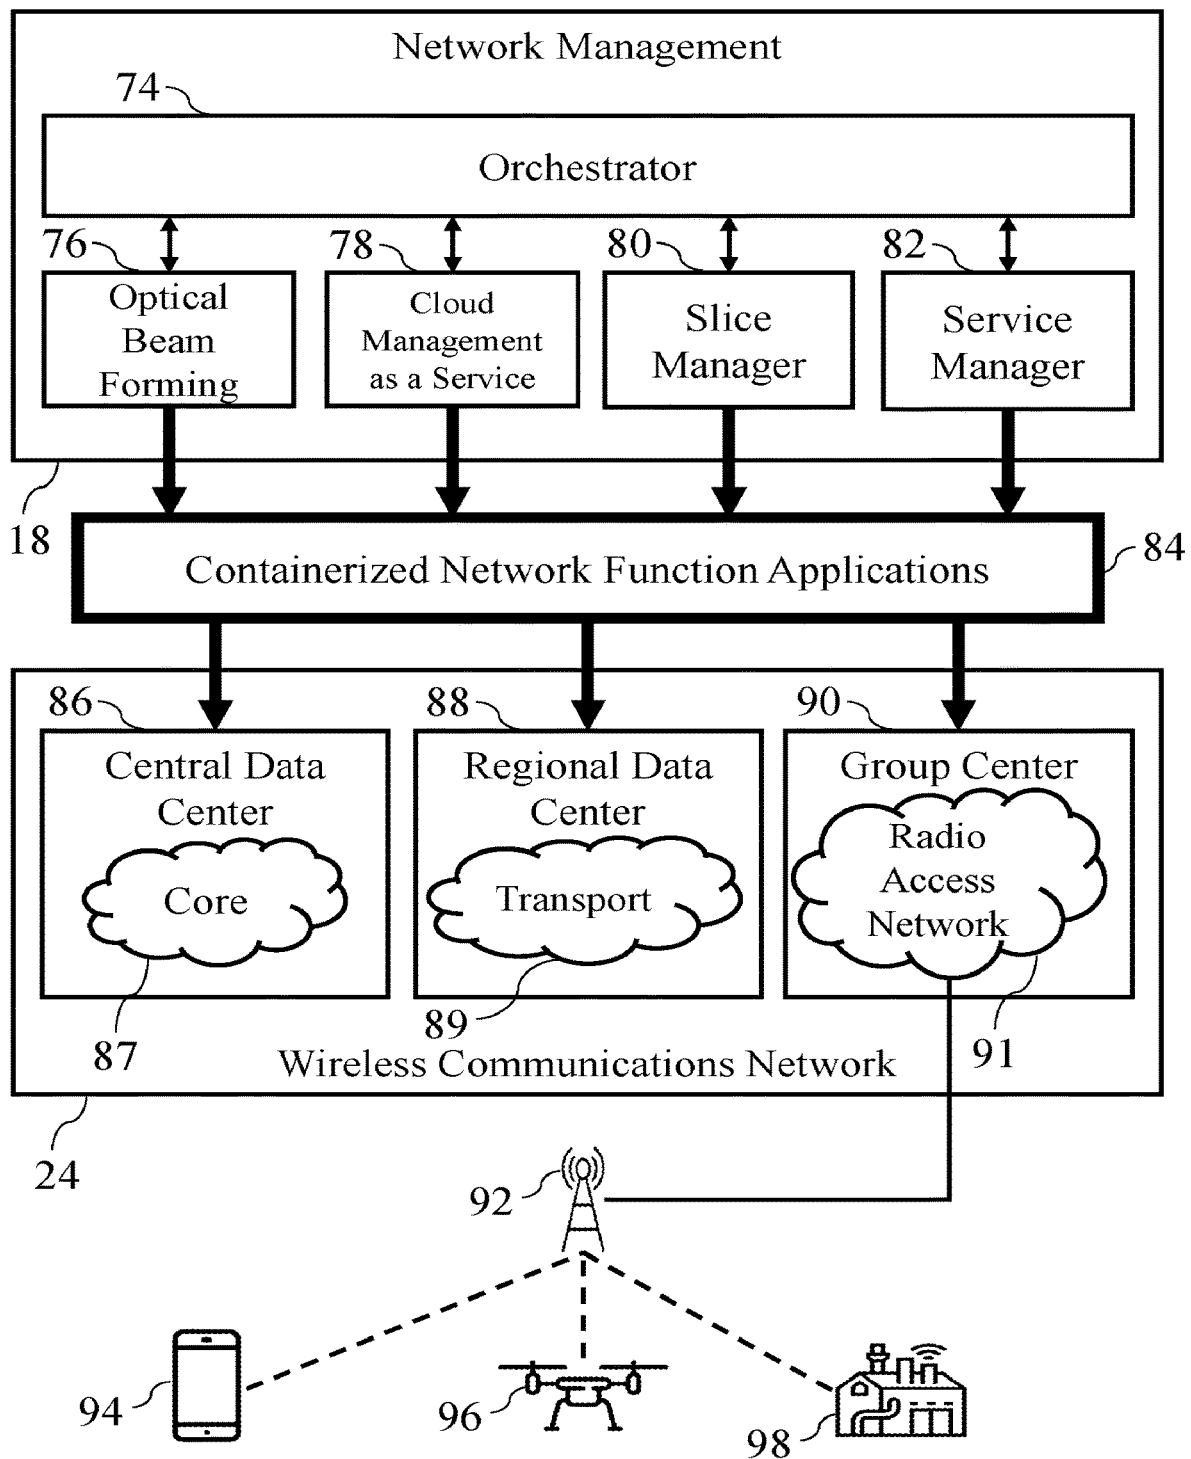 Network Management
74
Orchestrator
76
78
80
82
Optical
Beam
Forming
Cloud
Management
as a Service
Slice
Manager
Service
Manager
18
Containerized Network Function Applications
84
86
88
90
Central Data
Center
Core
Regional Data
Center
Transport
Group Center
Radio
Access
Network
87
89
91
Wireless Communications Network
24
92
94
96
98